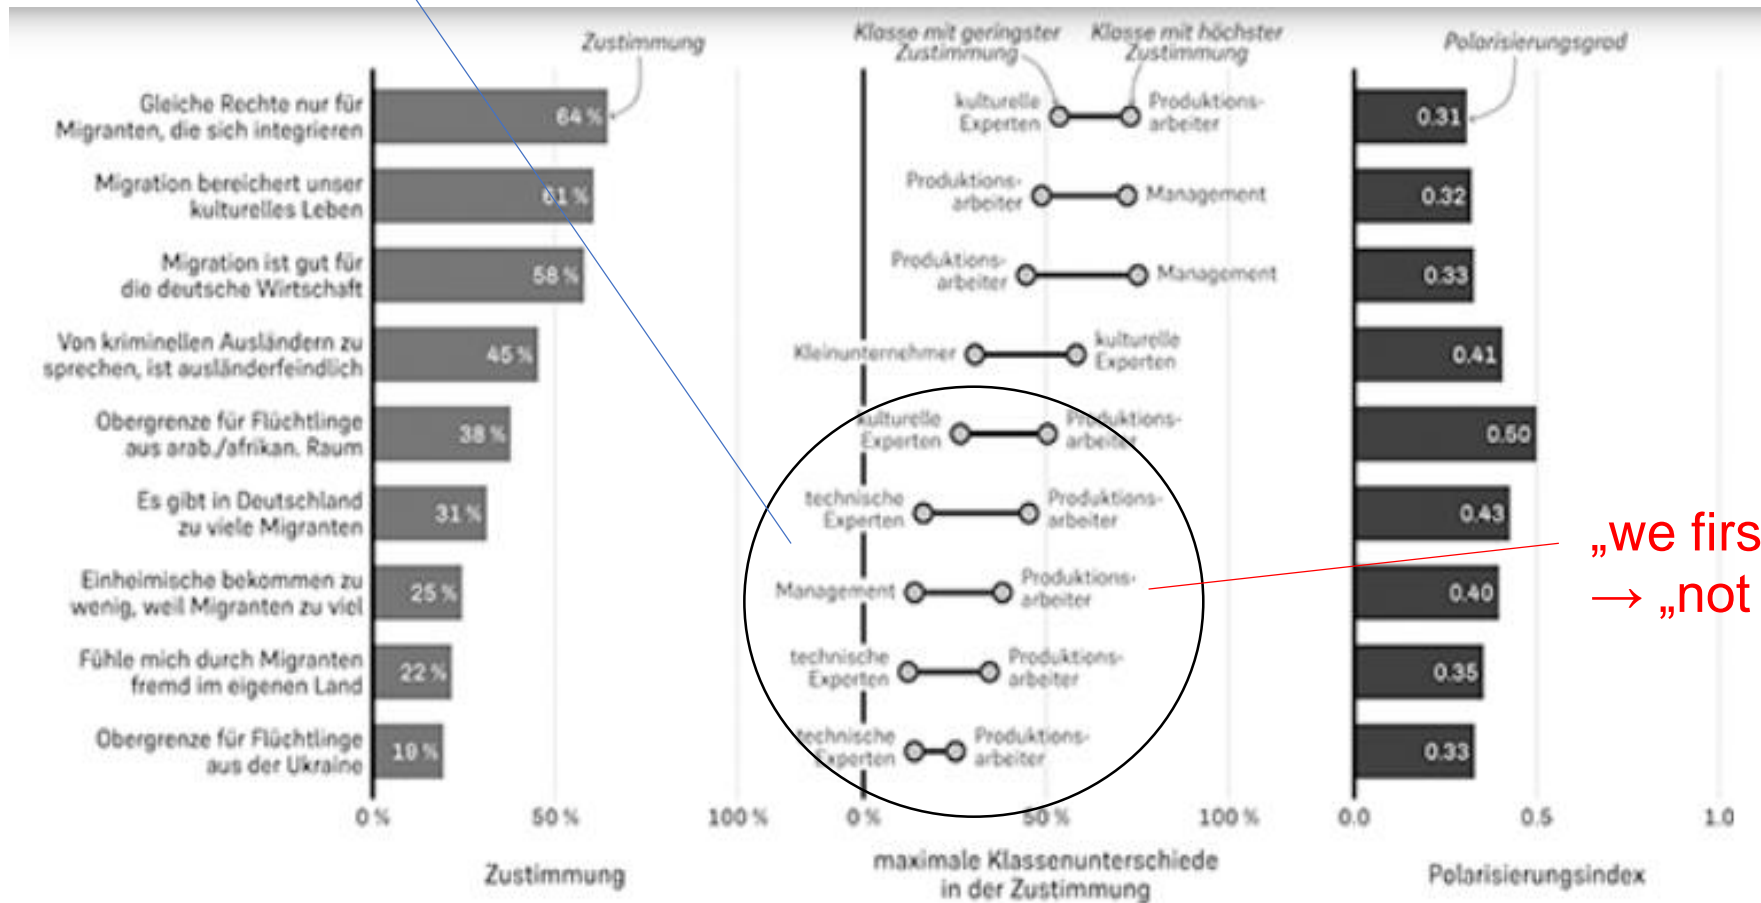 Zustimmung
Klasse mit geringster
Zustimmung
Klasse mit höchster
Zustimmung
Polarisierungsgrad
Gleiche Rechte nur für
Migranten, die sich integrieren
64 %
kulturelle
Experten
Produktions-
arbeiter
0.31
Migration bereichert unser
kulturelles Leben
61 %
Produktions-
arbeiter
Management
0.32
Migration ist gut für
die deutsche Wirtschaft
58 %
Produktions-
arbeiter
Management
0.33
Von kriminellen Ausländern zu
sprechen, ist ausländerfeindlich
45 %
Kleinunternehmer
kulturelle
Experten
0.41
Obergrenze für Flüchtlinge
aus arab./afrikan. Raum
38 %
kulturelle
Experten
Produktions-
arbeiter
0.50
Es gibt in Deutschland
zu viele Migranten
31 %
technische
Experten
Produktions-
arbeiter
0.43
Einheimische bekommen zu
wenig, weil Migranten zu viel
25 %
Management
Produktions-
arbeiter
0.40
Fühle mich durch Migranten
fremd im eigenen Land
22 %
technische
Experten
Produktions-
arbeiter
0.35
Obergrenze für Flüchtlinge
aus der Ukraine
19 %
technische
Experten
Produktions-
arbeiter
0.33
„we firs
→ „not
0 %
50 %
100 %
0 %
50 %
100 %
0.0
0.5
1.0
Zustimmung
maximale Klassenunterschiede
in der Zustimmung
Polarisierungsindex